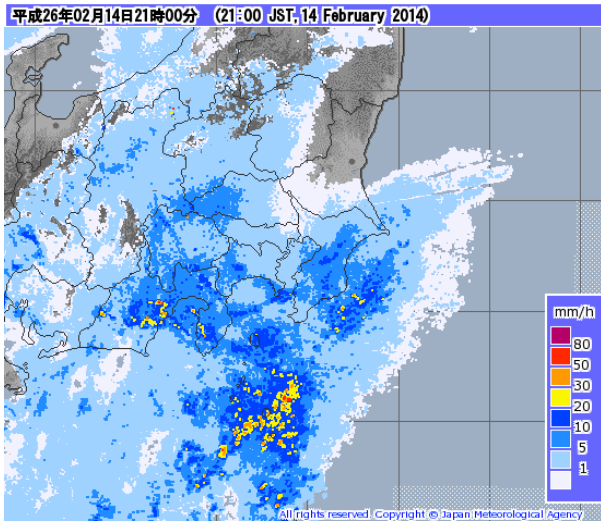 平成26年02月14日21時00分 (21:00 JST, 14 February 2014)
mm/h
80
50
30
20
10
5
1
All rights reserved. Copyright © Japan Meteorological Agency